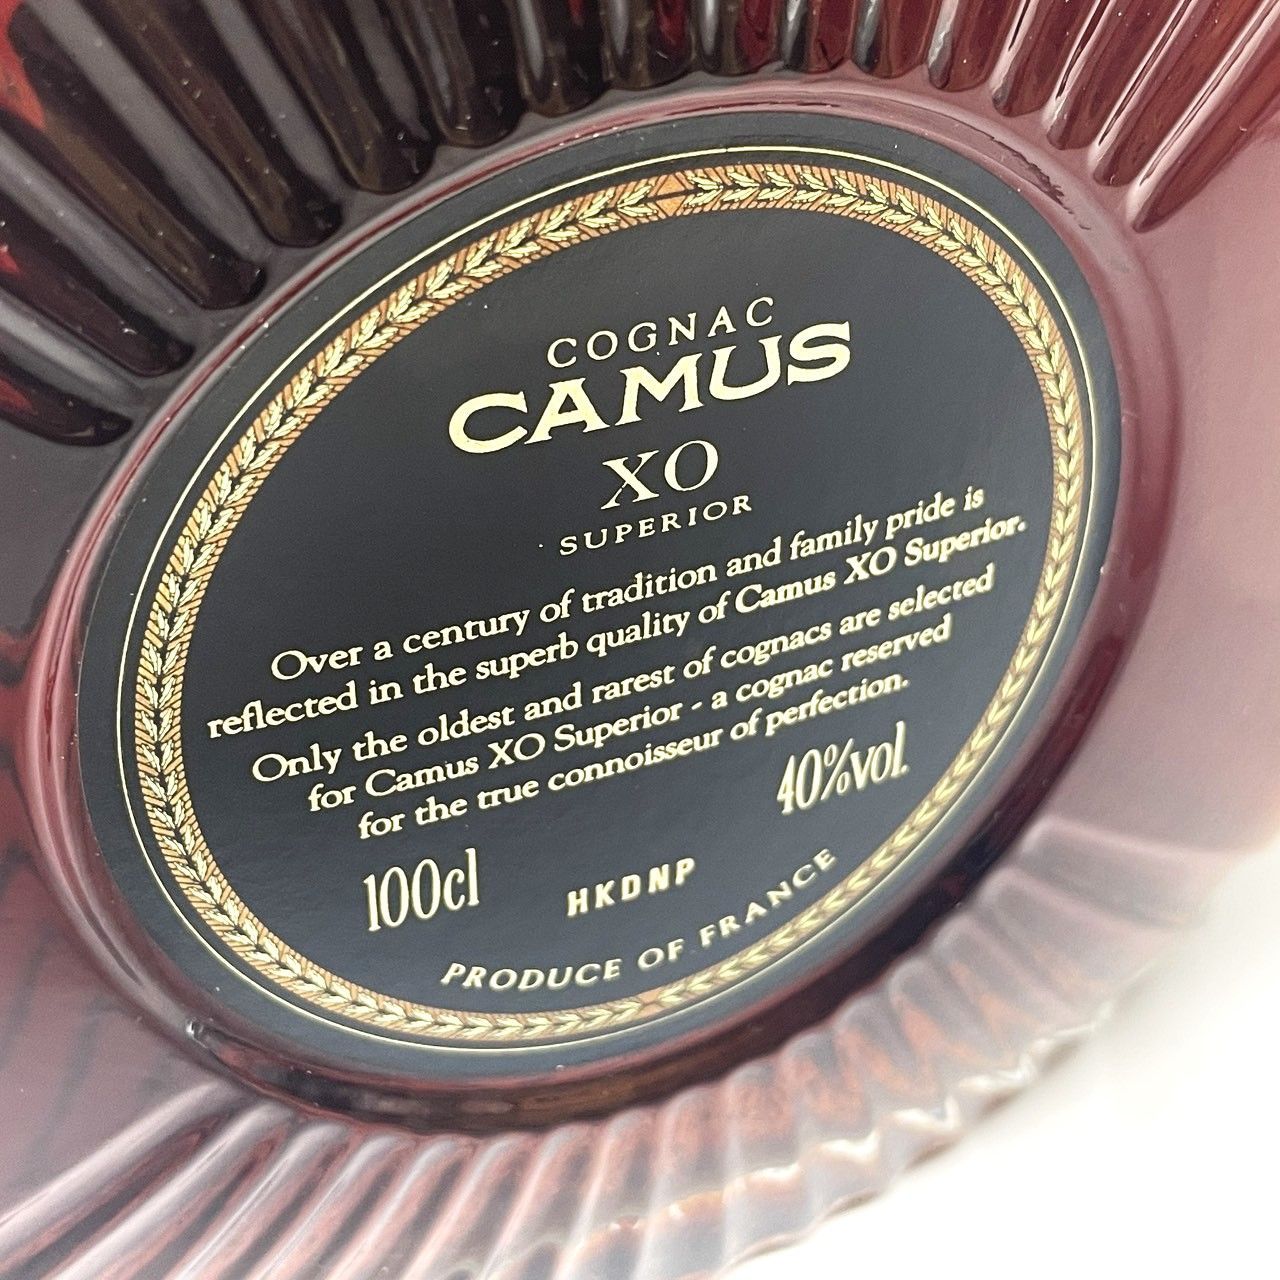 COGNAC
CAMUS
XO
SUPERIOR
Over a century of tradition and family pride is
reflected in the superb quality of Camus XO Superior.
Only the oldest and rarest of cognacs are selected
for Camus XO Superior - a cognac reserved
for the true connoisseur of perfection.
100cl HKDNP 40%vol.
PRODUCE OF FRANCE